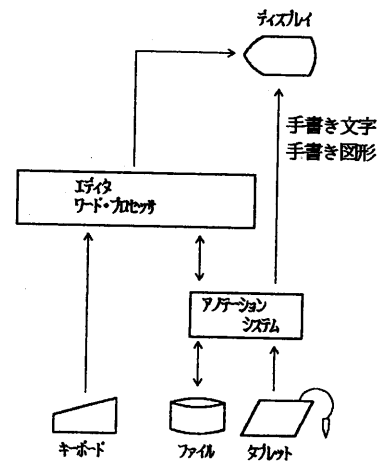 ディスプレイ
手書き文字
手書き図形
エディタ
ワード・プロセッサ
アノテーション
システム
キーボード
ファイル
タブレット